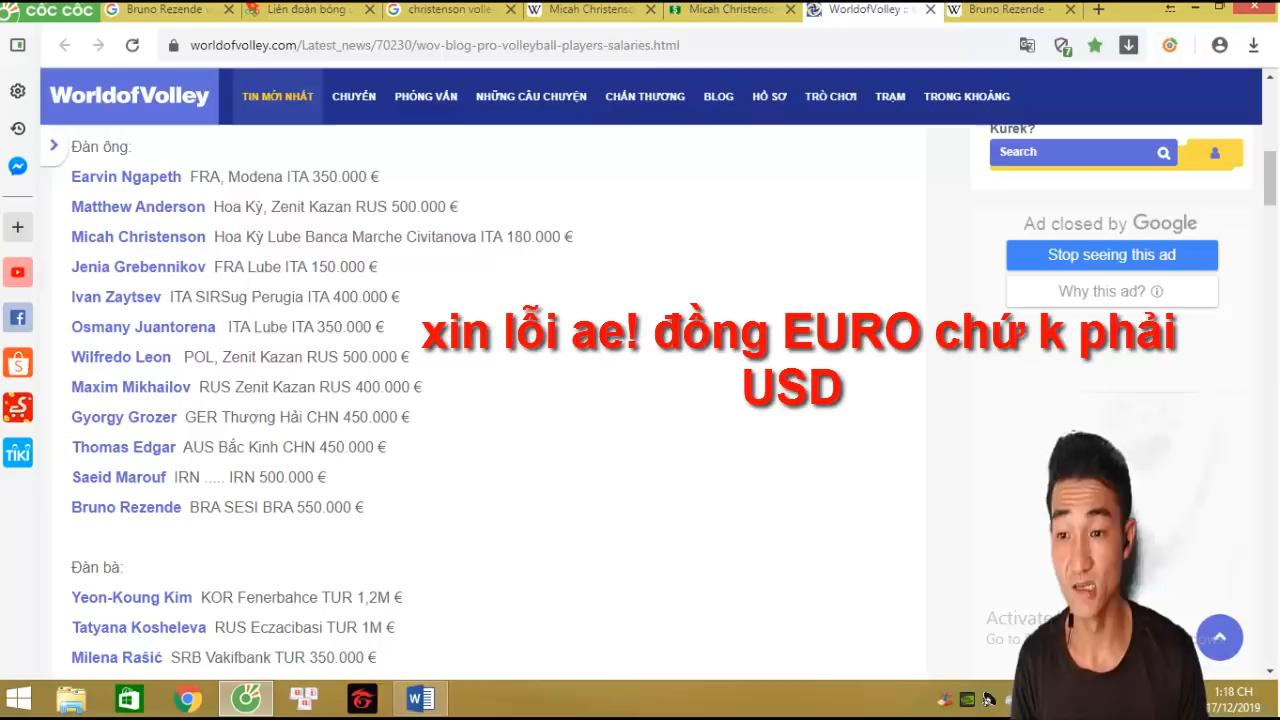 CỐC CỐC
Bruno Rezende
Liên đoàn bóng
christenson volle
Micah Christenso
Micah Christenso
WorldofVolley ::
Bruno Rezende -
worldofvolley.com/Latest_news/70230/wov-blog-pro-volleyball-players-salaries.html
7
WorldofVolley
TIN MỚI NHẤT CHUYỂN PHỎNG VẤN NHỮNG CÂU CHUYỆN CHẤN THƯƠNG BLOG HỒ SƠ TRÒ CHƠI TRẠM TRONG KHOẢNG
Kurek?
Search
Đàn ông:
Earvin Ngapeth FRA, Modena ITA 350.000 €
Matthew Anderson Hoa Kỳ, Zenit Kazan RUS 500.000 €
Micah Christenson Hoa Kỳ Lube Banca Marche Civitanova ITA 180.000 €
Jenia Grebennikov FRA Lube ITA 150.000 €
Ivan Zaytsev ITA SIRSug Perugia ITA 400.000 €
Osmany Juantorena ITA Lube ITA 350.000 €
Wilfredo Leon POL, Zenit Kazan RUS 500.000 €
Maxim Mikhailov RUS Zenit Kazan RUS 400 000 €
Gyorgy Grozer GER Thượng Hải CHN 450.000 €
Thomas Edgar AUS Bắc Kinh CHN 450.000 €
Saeid Marouf IRN ..... IRN 500.000 €
Bruno Rezende BRA SESI BRA 550.000 €
Đàn bà:
Yeon-Koung Kim KOR Fenerbahce TUR 1,2M €
Tatyana Kosheleva RUS Eczacibasi TUR 1M €
Milena Rašić SRB Vakifbank TUR 350.000 €
Ad closed by Google
Stop seeing this ad
Why this ad?
xin lỗi ae! đồng EURO chứ k phải
USD
Activate
Go to
TIKI
1:18 CH
17/12/2019